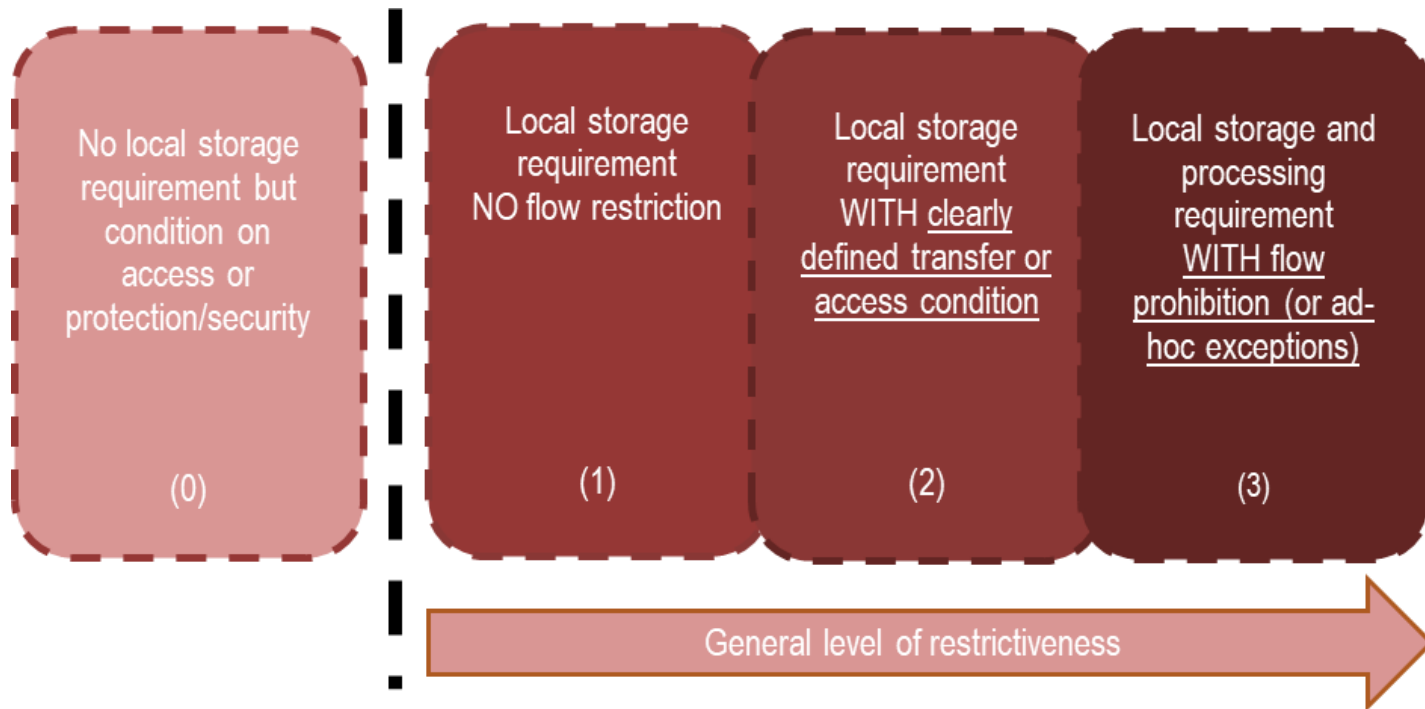 No local storage
requirement but
condition on
access or
protection/security
(0)
Local storage
requirement
NO flow restriction
(1)
Local storage
requirement
WITH clearly
defined transfer or
access condition
(2)
Local storage and
processing
requirement
WITH flow
prohibition (or ad-
hoc exceptions)
(3)
General level of restrictiveness